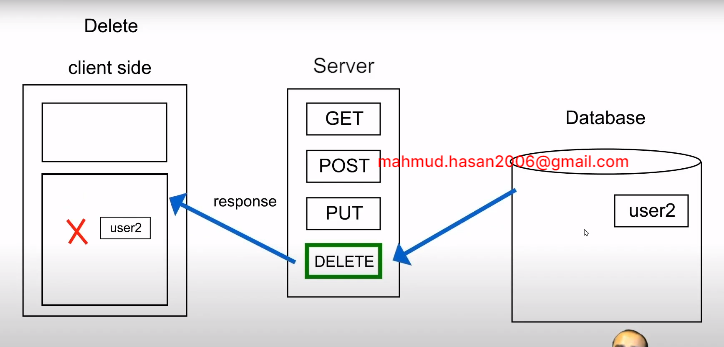 Delete
client side
Server
Database
GET
POST
PUT
DELETE
mahmud.hasan2006@gmail.com
response
user2
user2